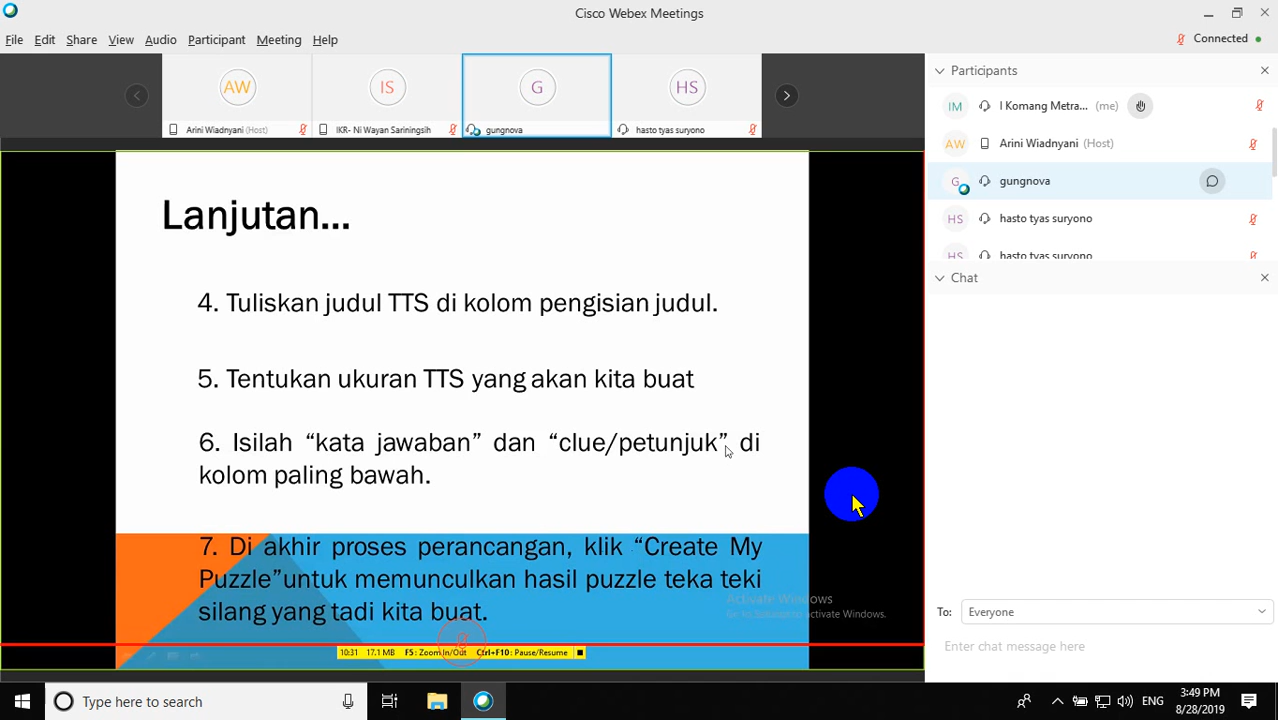 Cisco Webex Meetings
File Edit Share View Audio Participant Meeting Help
Connected
AW
Arini Wiadnyani (Host)
IS
IKR- Ni Wayan Sariningsih
G
gungnova
HS
hasto tyas suryono
Lanjutan...
4. Tuliskan judul TTS di kolom pengisian judul.
5. Tentukan ukuran TTS yang akan kita buat
6. Isilah “kata jawaban” dan “clue/petunjuk” di
kolom paling bawah.
7. Di akhir proses perancangan, klik “Create My
Puzzle”untuk memunculkan hasil puzzle teka teki
silang yang tadi kita buat.
Activate Windows
10:31 17.1 MB F5 : Zoom In/Out Ctrl+F10 : Pause/Resume
Participants
IM I Komang Metra... (me)
AW Arini Wiadnyani (Host)
G gungnova
HS hasto tyas suryono
HS hasto tyas suryono
Chat
To: Everyone
Enter chat message here
Type here to search
ENG
3:49 PM
8/28/2019